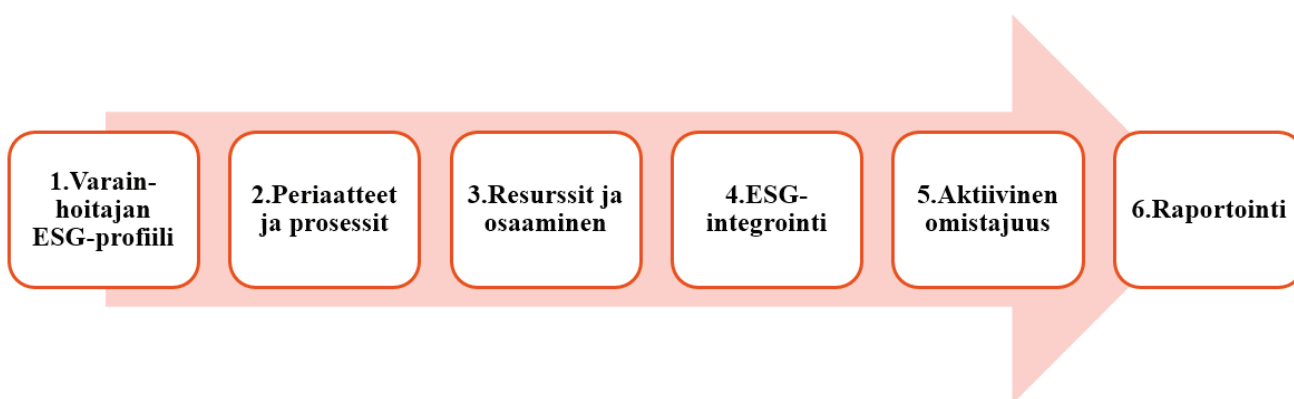 1.Varain-
hoitajan
ESG-profiili
2.Periaatteet
ja prosessit
3.Resurssit ja
osaaminen
4.ESG-
integrointi
5.Aktiivinen
omistajuus
6.Raportointi